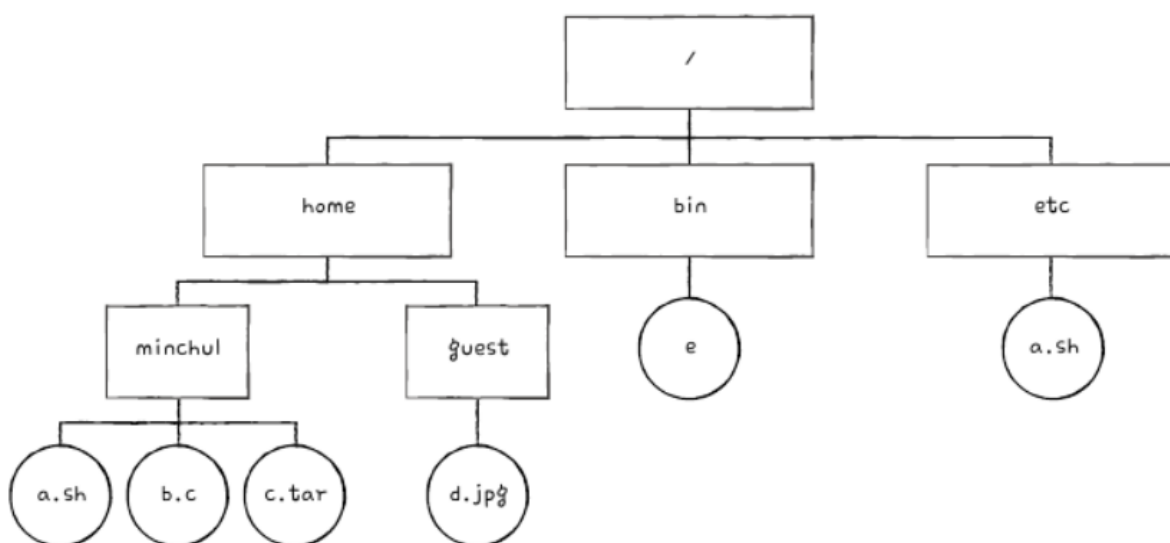 /
home
bin
etc
minchul
guest
e
a.sh
a.sh
b.c
c.tar
d.jpg